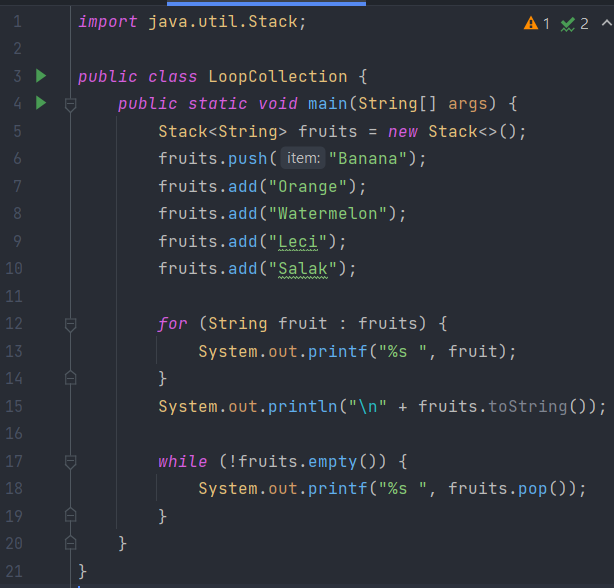 1 import java.util.Stack; 1 2
2
3 public class LoopCollection {
4 public static void main(String[] args) {
5 Stack<String> fruits = new Stack<>();
6 fruits.push( item: "Banana");
7 fruits.add("Orange");
8 fruits.add("Watermelon");
9 fruits.add("Leci");
10 fruits.add("Salak");
11
12 for (String fruit : fruits) {
13 System.out.printf("%s ", fruit);
14 }
15 System.out.println("\n" + fruits.toString());
16
17 while (!fruits.empty()) {
18 System.out.printf("%s ", fruits.pop());
19 }
20 }
21 }